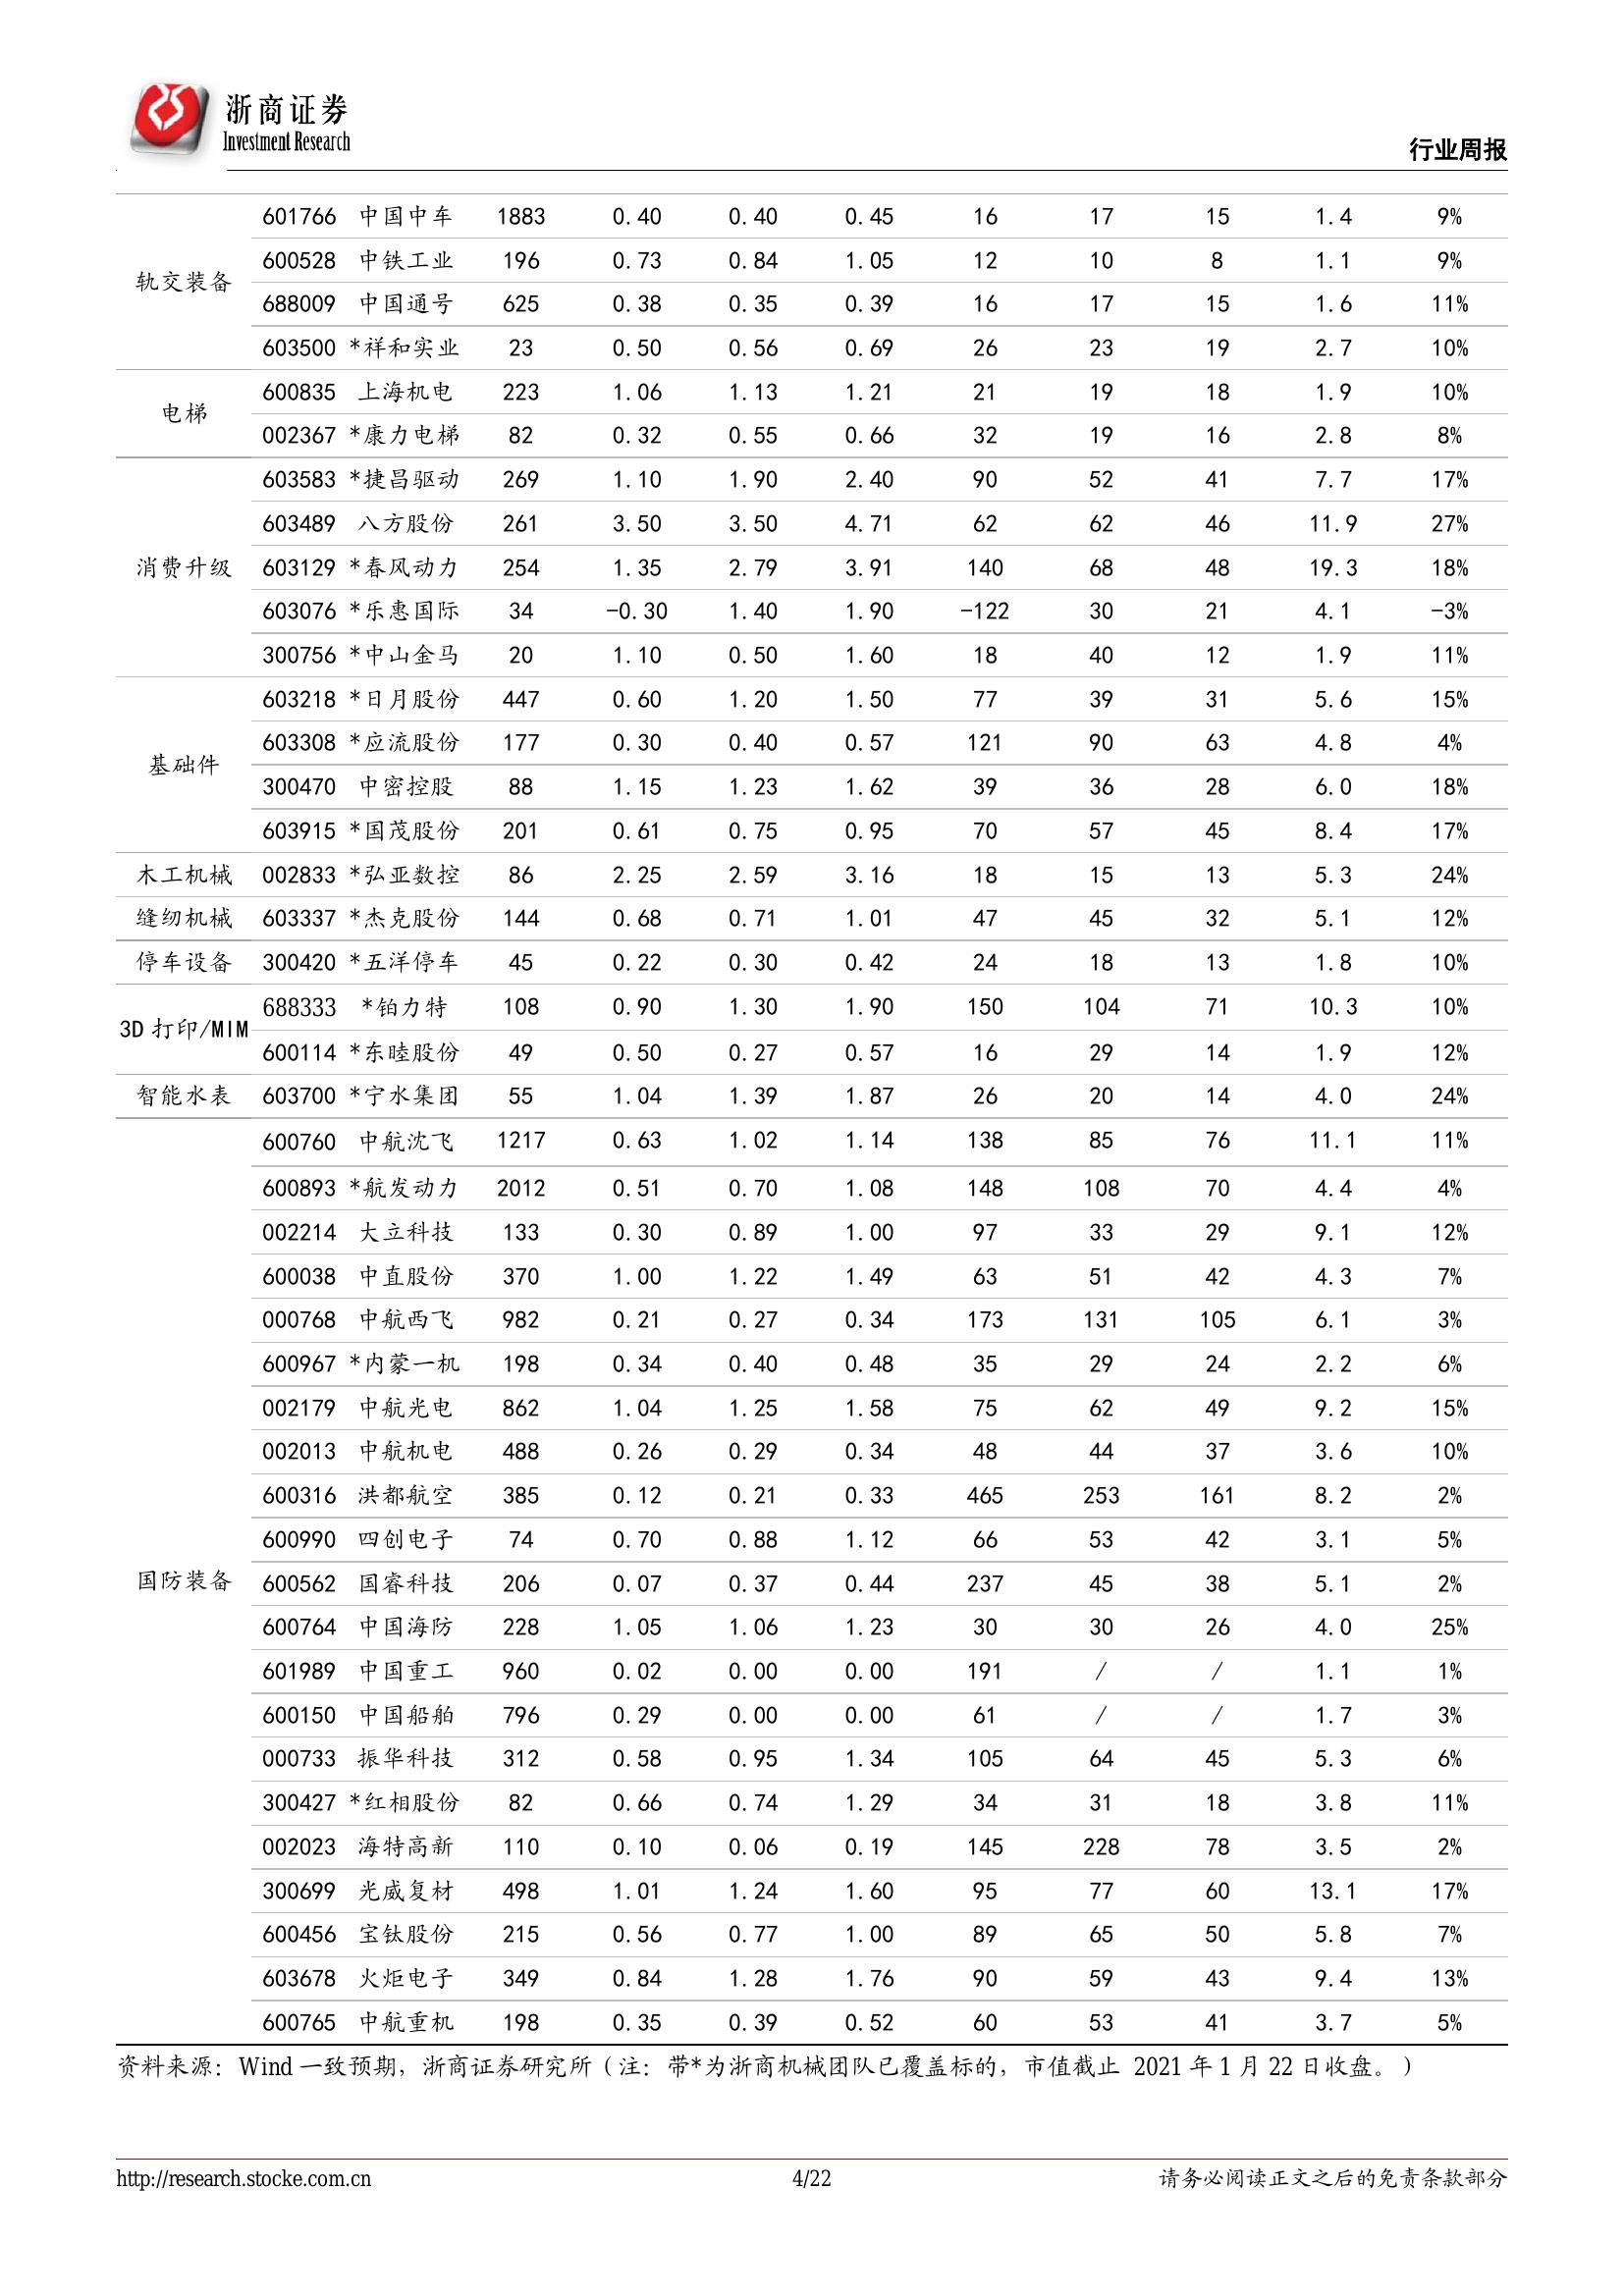 浙商证券
Investment Research
行业周报
轨交装备
601766 中国中车 1883 0.40 0.40 0.45 16 17 15 1.4 9%
600528 中铁工业 196 0.73 0.84 1.05 12 10 8 1.1 9%
688009 中国通号 625 0.38 0.35 0.39 16 17 15 1.6 11%
603500 *祥和实业 23 0.50 0.56 0.69 26 23 19 2.7 10%
电梯
600835 上海机电 223 1.06 1.13 1.21 21 19 18 1.9 10%
002367 *康力电梯 82 0.32 0.55 0.66 32 19 16 2.8 8%
消费升级
603583 *捷昌驱动 269 1.10 1.90 2.40 90 52 41 7.7 17%
603489 八方股份 261 3.50 3.50 4.71 62 62 46 11.9 27%
603129 *春风动力 254 1.35 2.79 3.91 140 68 48 19.3 18%
603076 *乐惠国际 34 -0.30 1.40 1.90 -122 30 21 4.1 -3%
300756 *中山金马 20 1.10 0.50 1.60 18 40 12 1.9 11%
基础件
603218 *日月股份 447 0.60 1.20 1.50 77 39 31 5.6 15%
603308 *应流股份 177 0.30 0.40 0.57 121 90 63 4.8 4%
300470 中密控股 88 1.15 1.23 1.62 39 36 28 6.0 18%
603915 *国茂股份 201 0.61 0.75 0.95 70 57 45 8.4 17%
木工机械 002833 *弘亚数控 86 2.25 2.59 3.16 18 15 13 5.3 24%
缝纫机械 603337 *杰克股份 144 0.68 0.71 1.01 47 45 32 5.1 12%
停车设备 300420 *五洋停车 45 0.22 0.30 0.42 24 18 13 1.8 10%
3D 打印/MIM
688333 *铂力特 108 0.90 1.30 1.90 150 104 71 10.3 10%
600114 *东睦股份 49 0.50 0.27 0.57 16 29 14 1.9 12%
智能水表 603700 *宁水集团 55 1.04 1.39 1.87 26 20 14 4.0 24%
国防装备
600760 中航沈飞 1217 0.63 1.02 1.14 138 85 76 11.1 11%
600893 *航发动力 2012 0.51 0.70 1.08 148 108 70 4.4 4%
002214 大立科技 133 0.30 0.89 1.00 97 33 29 9.1 12%
600038 中直股份 370 1.00 1.22 1.49 63 51 42 4.3 7%
000768 中航西飞 982 0.21 0.27 0.34 173 131 105 6.1 3%
600967 *内蒙一机 198 0.34 0.40 0.48 35 29 24 2.2 6%
002179 中航光电 862 1.04 1.25 1.58 75 62 49 9.2 15%
002013 中航机电 488 0.26 0.29 0.34 48 44 37 3.6 10%
600316 洪都航空 385 0.12 0.21 0.33 465 253 161 8.2 2%
600990 四创电子 74 0.70 0.88 1.12 66 53 42 3.1 5%
600562 国睿科技 206 0.07 0.37 0.44 237 45 38 5.1 2%
600764 中国海防 228 1.05 1.06 1.23 30 30 26 4.0 25%
601989 中国重工 960 0.02 0.00 0.00 191 / / 1.1 1%
600150 中国船舶 796 0.29 0.00 0.00 61 / / 1.7 3%
000733 振华科技 312 0.58 0.95 1.34 105 64 45 5.3 6%
300427 *红相股份 82 0.66 0.74 1.29 34 31 18 3.8 11%
002023 海特高新 110 0.10 0.06 0.19 145 228 78 3.5 2%
300699 光威复材 498 1.01 1.24 1.60 95 77 60 13.1 17%
600456 宝钛股份 215 0.56 0.77 1.00 89 65 50 5.8 7%
603678 火炬电子 349 0.84 1.28 1.76 90 59 43 9.4 13%
600765 中航重机 198 0.35 0.39 0.52 60 53 41 3.7 5%
资料来源：Wind 一致预期，浙商证券研究所（注：带*为浙商机械团队已覆盖标的，市值截止 2021 年 1 月 22 日收盘。）
http://research.stocke.com.cn 4/22 请务必阅读正文之后的免责条款部分